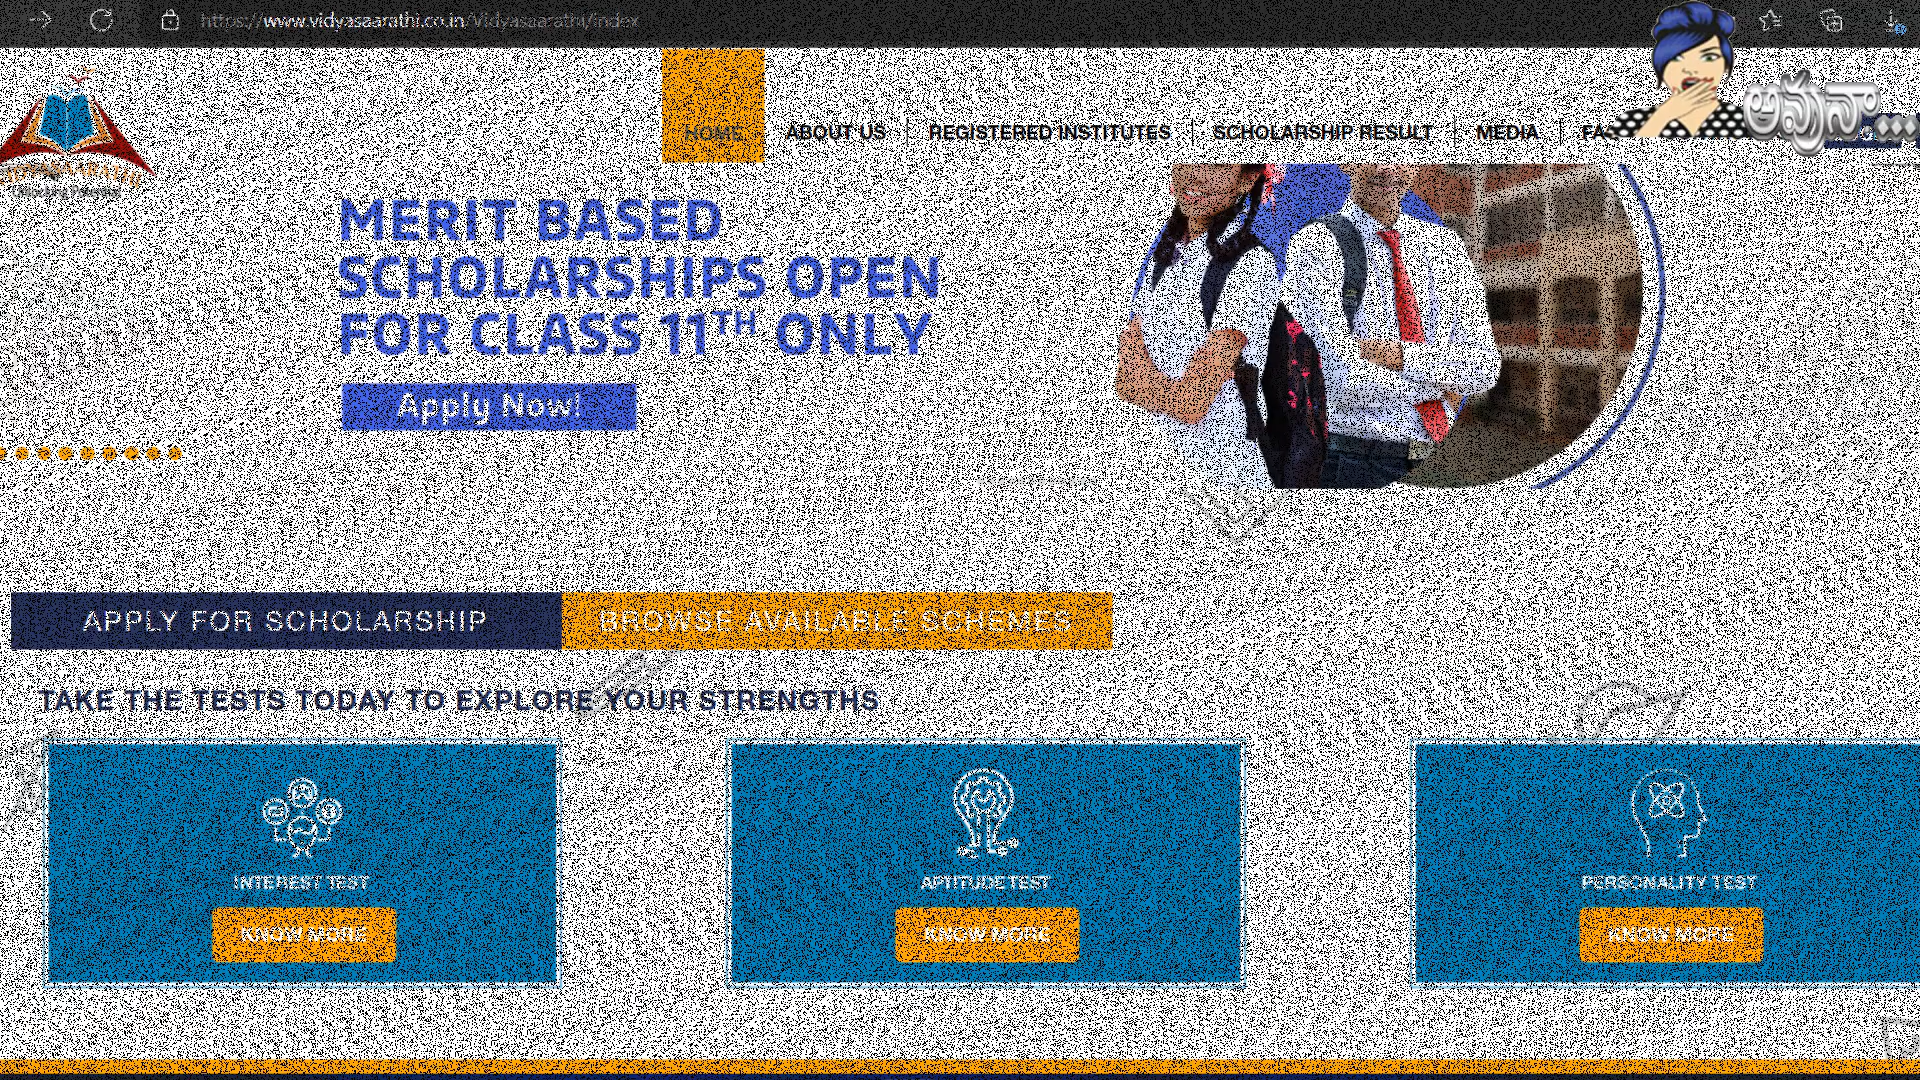 https://www.vidyasaarathi.co.in/Vidyasaarathi/index
అవునా...
HOME
ABOUT US
REGISTERED INSTITUTES
SCHOLARSHIP RESULT
MEDIA
VIDYASAARATHI
MERIT BASED
SCHOLARSHIPS OPEN
FOR CLASS 11TH ONLY
Apply Now!
APPLY FOR SCHOLARSHIP
BROWSE AVAILABLE SCHEMES
TAKE THE TESTS TODAY TO EXPLORE YOUR STRENGTHS
INTEREST TEST
APTITUDE TEST
PERSONALITY TEST
KNOW MORE
KNOW MORE
KNOW MORE